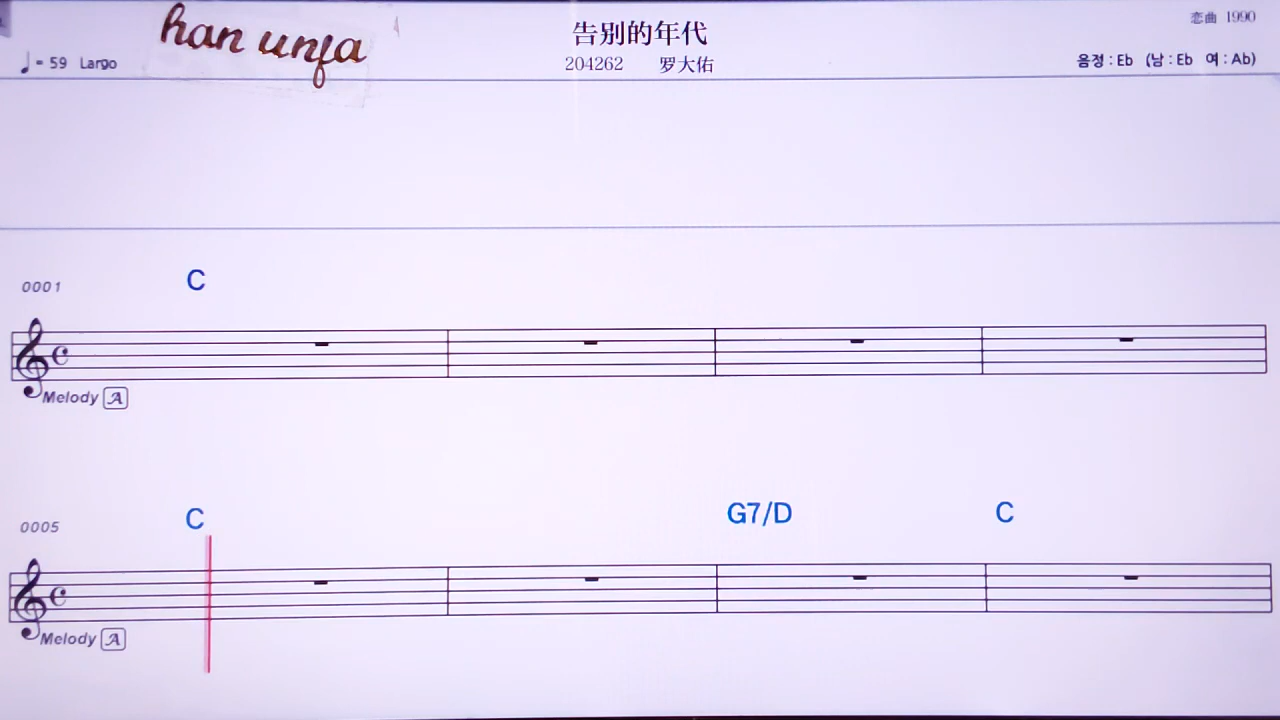 han unfa
告别的年代
恋曲 1990
♩ = 59 Largo
204262 罗大佑
음정 : Eb (남 : Eb 여 : Ab)
0001
C
Melody A
0005
C G7/D C
Melody A